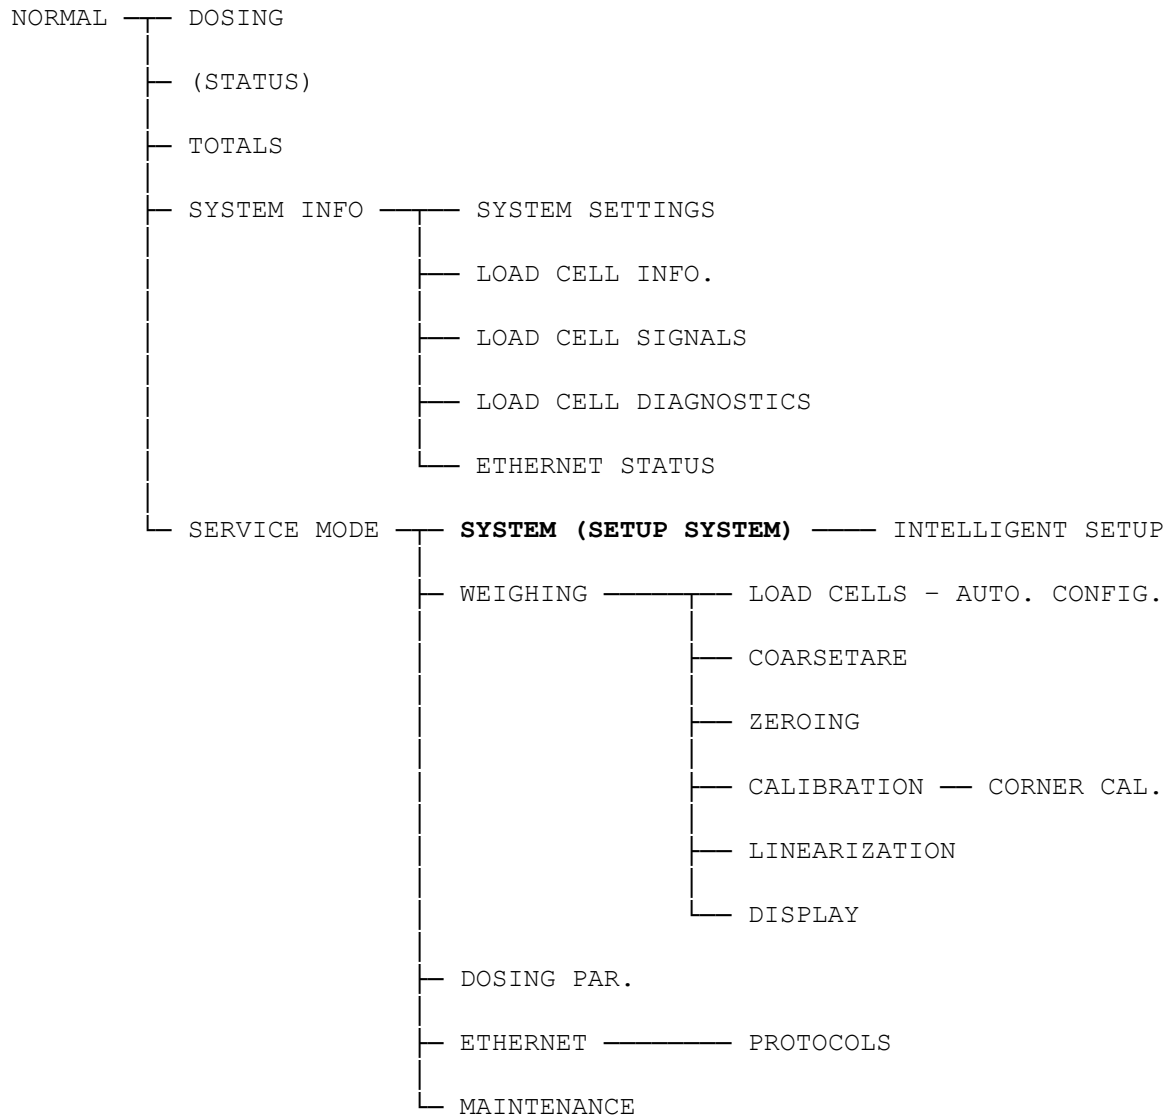 NORMAL DOSING
(STATUS)
TOTALS
SYSTEM INFO SYSTEM SETTINGS
LOAD CELL INFO.
LOAD CELL SIGNALS
LOAD CELL DIAGNOSTICS
ETHERNET STATUS
SERVICE MODE SYSTEM (SETUP SYSTEM) INTELLIGENT SETUP
WEIGHING LOAD CELLS – AUTO. CONFIG.
COARSETARE
ZEROING
CALIBRATION CORNER CAL.
LINEARIZATION
DISPLAY
DOSING PAR.
ETHERNET PROTOCOLS
MAINTENANCE